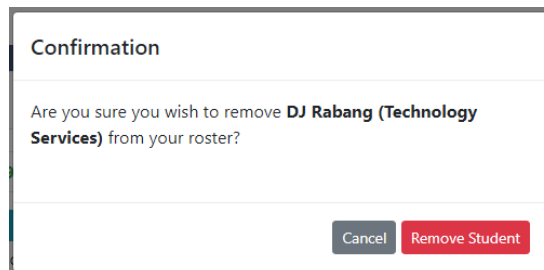 Confirmation
Are you sure you wish to remove DJ Rabang (Technology
Services) from your roster?
Cancel
Remove Student